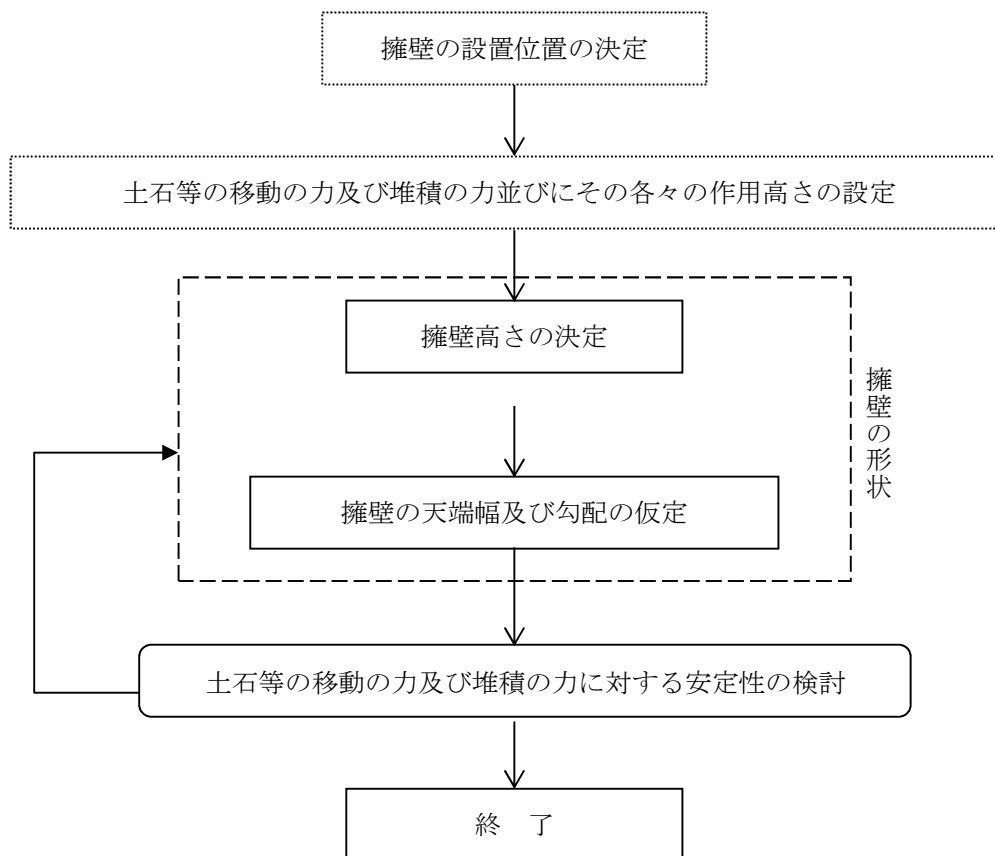 擁壁の設置位置の決定
土石等の移動の力及び堆積の力並びにその各々の作用高さの設定
擁壁高さの決定
擁壁の形状
擁壁の天端幅及び勾配の仮定
土石等の移動の力及び堆積の力に対する安定性の検討
終　了